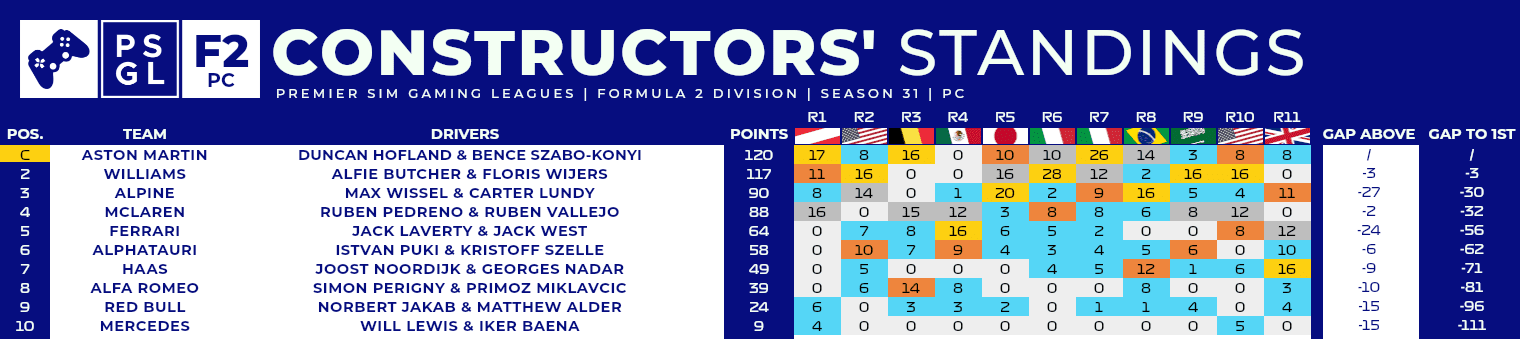 PS
GL
F2
PC
CONSTRUCTORS' STANDINGS
PREMIER SIM GAMING LEAGUES | FORMULA 2 DIVISION | SEASON 31 | PC
POS. TEAM DRIVERS POINTS R1 R2 R3 R4 R5 R6 R7 R8 R9 R10 R11 GAP ABOVE GAP TO 1ST
C ASTON MARTIN DUNCAN HOFLAND & BENCE SZABO-KONYI 120 17 8 16 0 10 10 26 14 3 8 8 / /
2 WILLIAMS ALFIE BUTCHER & FLORIS WIJERS 117 11 16 0 0 16 28 12 2 16 16 0 -3 -3
3 ALPINE MAX WISSEL & CARTER LUNDY 90 8 14 0 1 20 2 9 16 5 4 11 -27 -30
4 MCLAREN RUBEN PEDRENO & RUBEN VALLEJO 88 16 0 15 12 3 8 8 6 8 12 0 -2 -32
5 FERRARI JACK LAVERTY & JACK WEST 64 0 7 8 16 6 5 2 0 0 8 12 -24 -56
6 ALPHATAURI ISTVAN PUKI & KRISTOFF SZELLE 58 0 10 7 9 4 3 4 5 6 0 10 -6 -62
7 HAAS JOOST NOORDIJK & GEORGES NADAR 49 0 5 0 0 0 4 5 12 1 6 16 -9 -71
8 ALFA ROMEO SIMON PERIGNY & PRIMOZ MIKLAVCIC 39 0 6 14 8 0 0 0 8 0 0 3 -10 -81
9 RED BULL NORBERT JAKAB & MATTHEW ALDER 24 6 0 3 3 2 0 1 1 4 0 4 -15 -96
10 MERCEDES WILL LEWIS & IKER BAENA 9 4 0 0 0 0 0 0 0 0 5 0 -15 -111